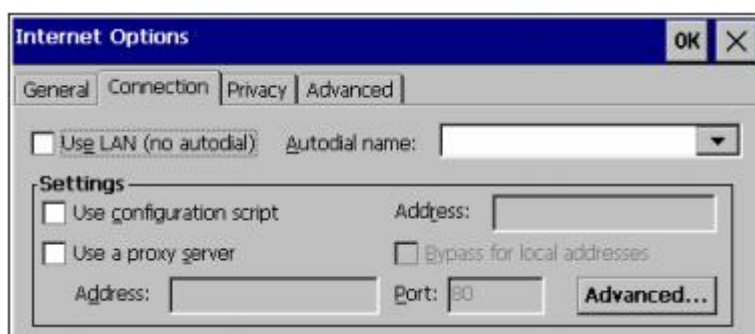 Internet Options OK
General Connection Privacy Advanced
Use LAN (no autodial) Autodial name:
Settings
Use configuration script Address:
Use a proxy server Bypass for local addresses
Address: Port: 80 Advanced...